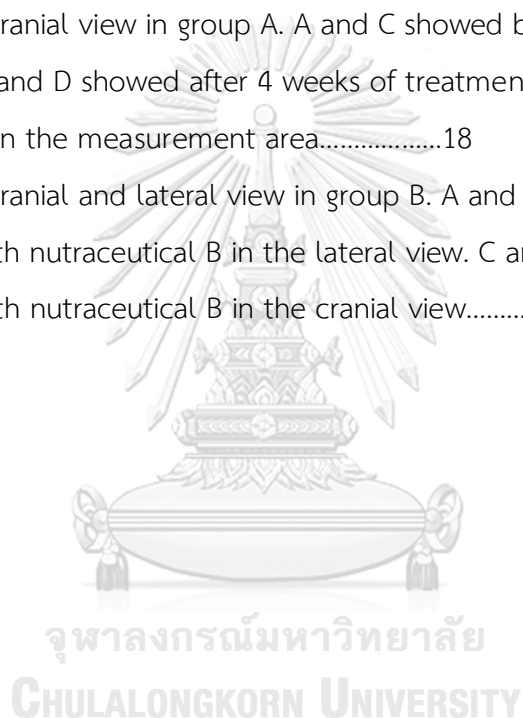 ranial view in group A. A and C showed b
and D showed after 4 weeks of treatmen
n the measurement area.................18
ranial and lateral view in group B. A and
th nutraceutical B in the lateral view. C ar
th nutraceutical B in the cranial view.........
จุฬาลงกรณ์มหาวิทยาลัย
CHULALONGKORN UNIVERSITY